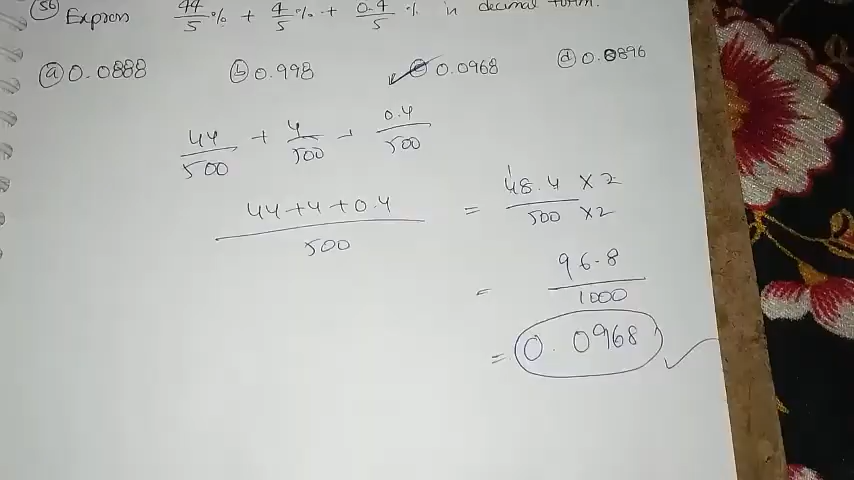 56 Express 44/5 % + 4/5 % + 0.4/5 % in decimal form.
a 0.0888 b 0.998 c 0.0968 d 0.0896
44/500 + 4/500 + 0.4/500
44+4+0.4/500 = 48.4 ×2/500 ×2
= 96.8/1000
= 0.0968